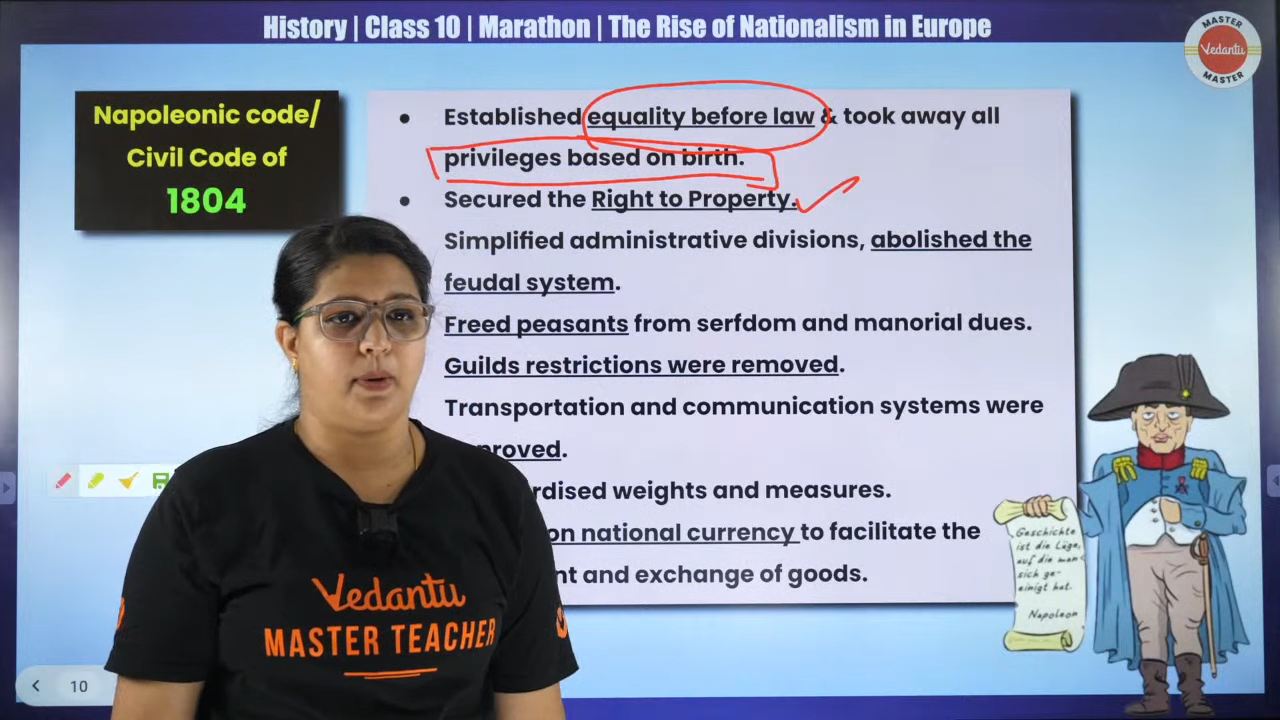 History | Class 10 | Marathon | The Rise of Nationalism in Europe
MASTER
Vedantu
MASTER
Napoleonic code/
Civil Code of
1804
• Established equality before law & took away all
privileges based on birth.
• Secured the Right to Property.
Simplified administrative divisions, abolished the
feudal system.
Freed peasants from serfdom and manorial dues.
Guilds restrictions were removed.
Transportation and communication systems were
proved.
rdised weights and measures.
on national currency to facilitate the
nt and exchange of goods.
Geschichte
ist die Lüge,
auf die man
sich ge-
einigt hat.
Napoleon
Vedantu
MASTER TEACHER
10